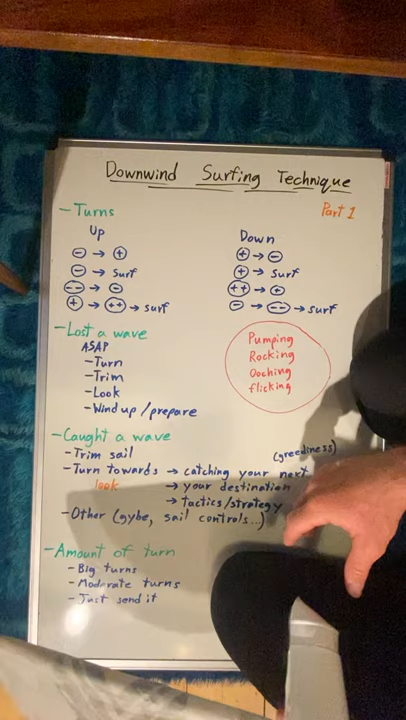 Downwind Surfing Technique
Part 1
- Turns
Up
⊖ → ⊕
⊖ → surf
(--) → ⊖
⊕ → (++) → surf
Down
⊕ → ⊖
⊕ → surf
(++) → ⊕
⊖ → (--) → surf
- Lost a wave
ASAP
- Turn
- Trim
- Look
- Wind up / prepare
Pumping
Rocking
Ooching
flicking
- Caught a wave
- Trim sail
(greediness)
- Turn towards → catching your next
look → your destination
→ Tactics/strategy
- Other (gybe, sail controls...)
- Amount of turn
- Big turns
- Moderate turns
- Just send it